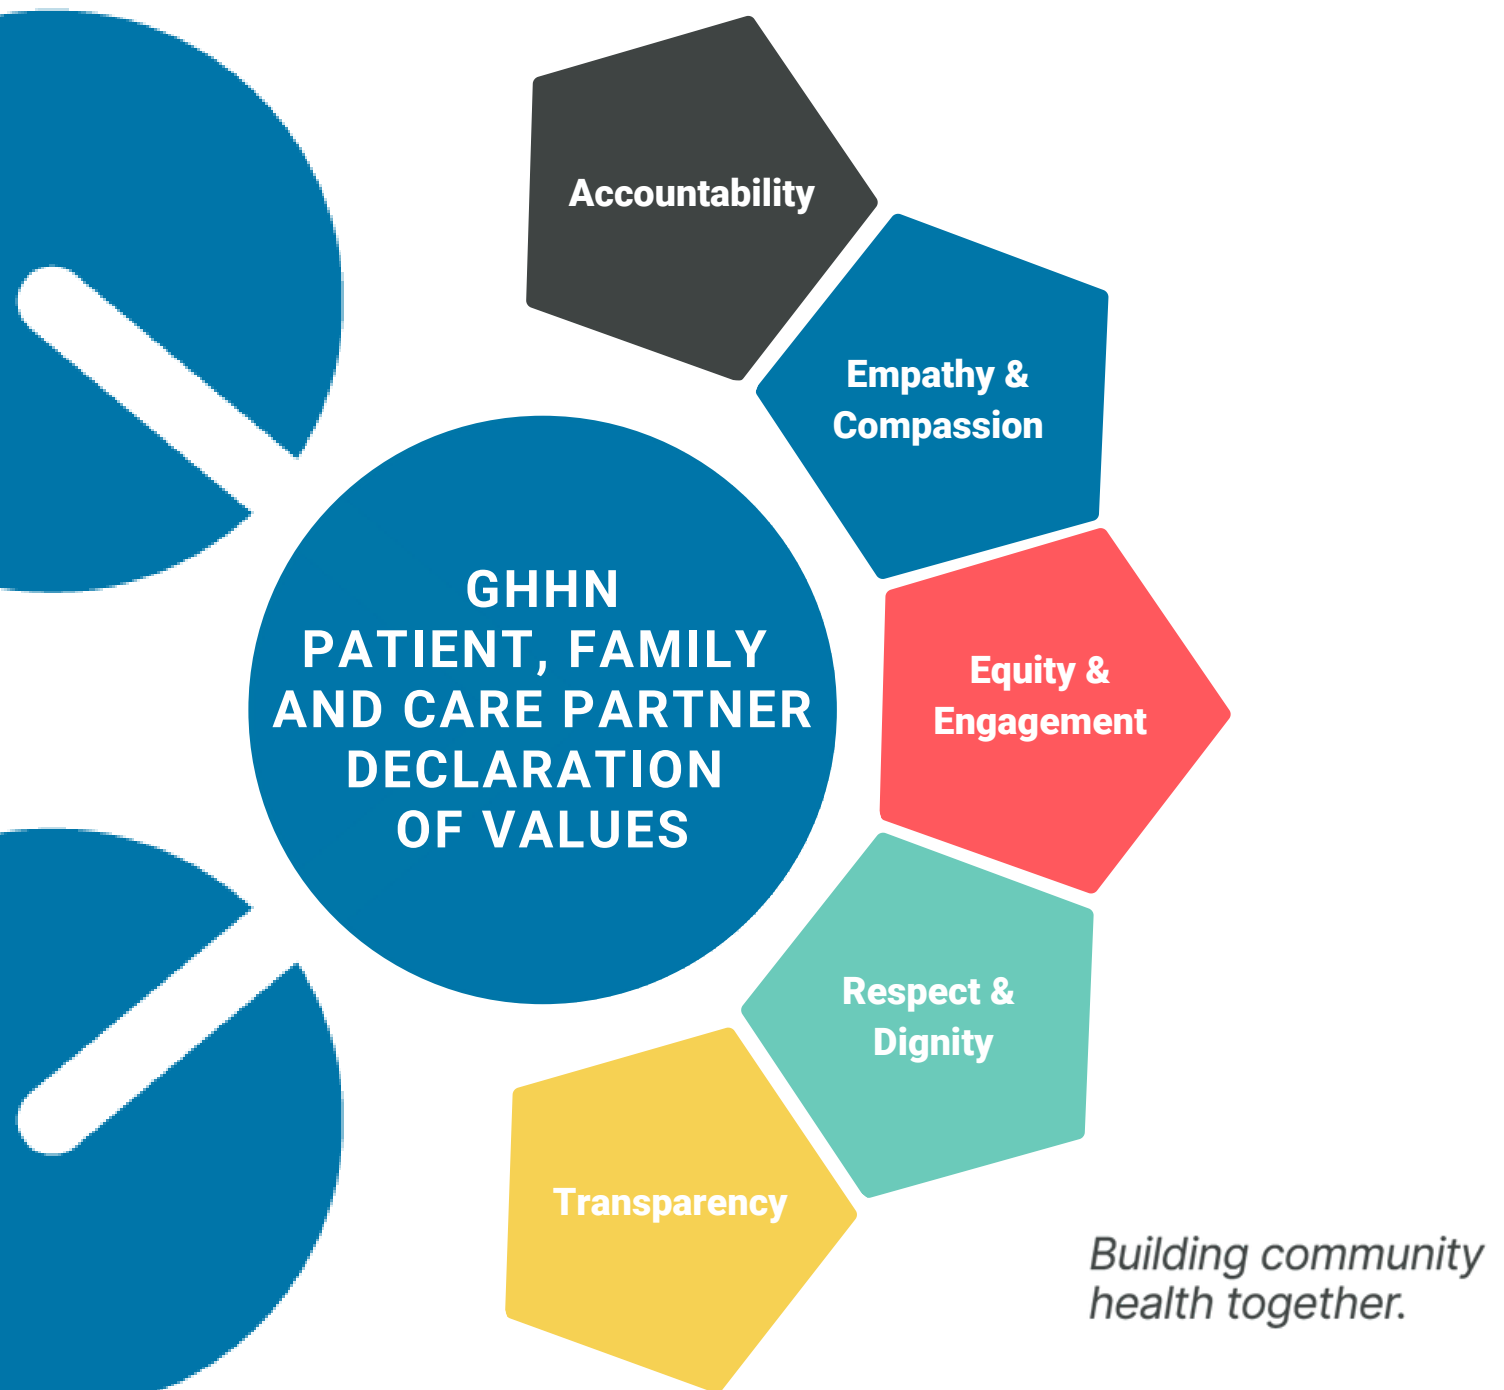 Accountability
Empathy &
Compassion
GHHN
PATIENT, FAMILY
AND CARE PARTNER
DECLARATION
OF VALUES
Equity &
Engagement
Respect &
Dignity
Transparency
Building community
health together.